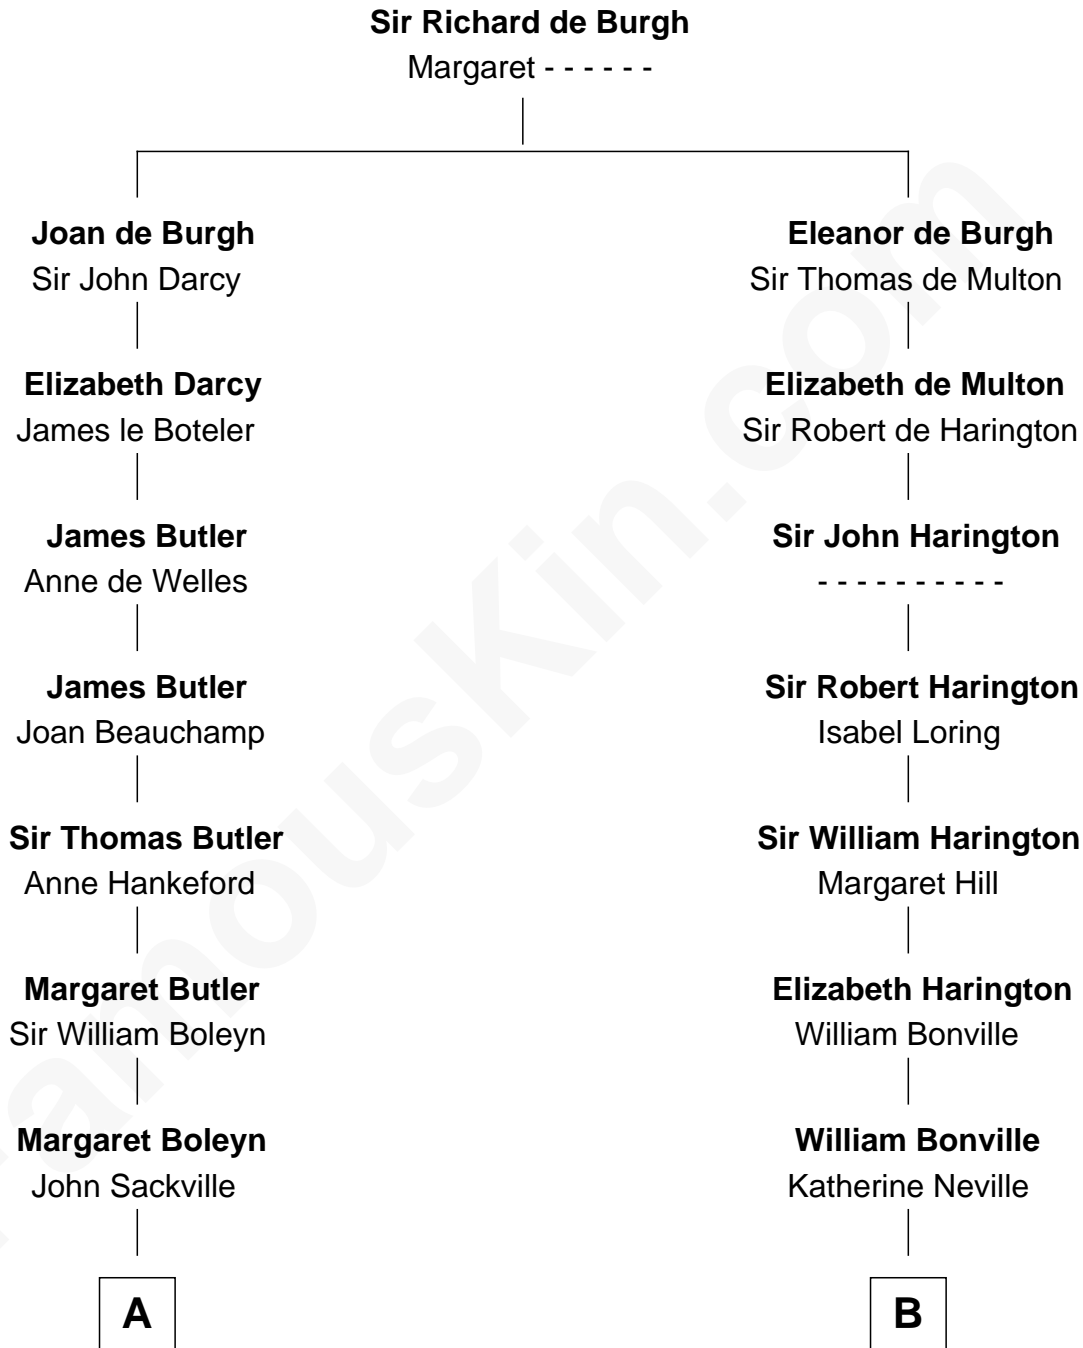 Sir Richard de Burgh
Margaret - - - - - -
Joan de Burgh
Sir John Darcy
Eleanor de Burgh
Sir Thomas de Multon
Elizabeth Darcy
James le Boteler
Elizabeth de Multon
Sir Robert de Harington
James Butler
Anne de Welles
Sir John Harington
- - - - - - - - - -
James Butler
Joan Beauchamp
Sir Robert Harington
Isabel Loring
Sir Thomas Butler
Anne Hankeford
Sir William Harington
Margaret Hill
Margaret Butler
Sir William Boleyn
Elizabeth Harington
William Bonville
Margaret Boleyn
John Sackville
William Bonville
Katherine Neville
A
B
FamousKin.com